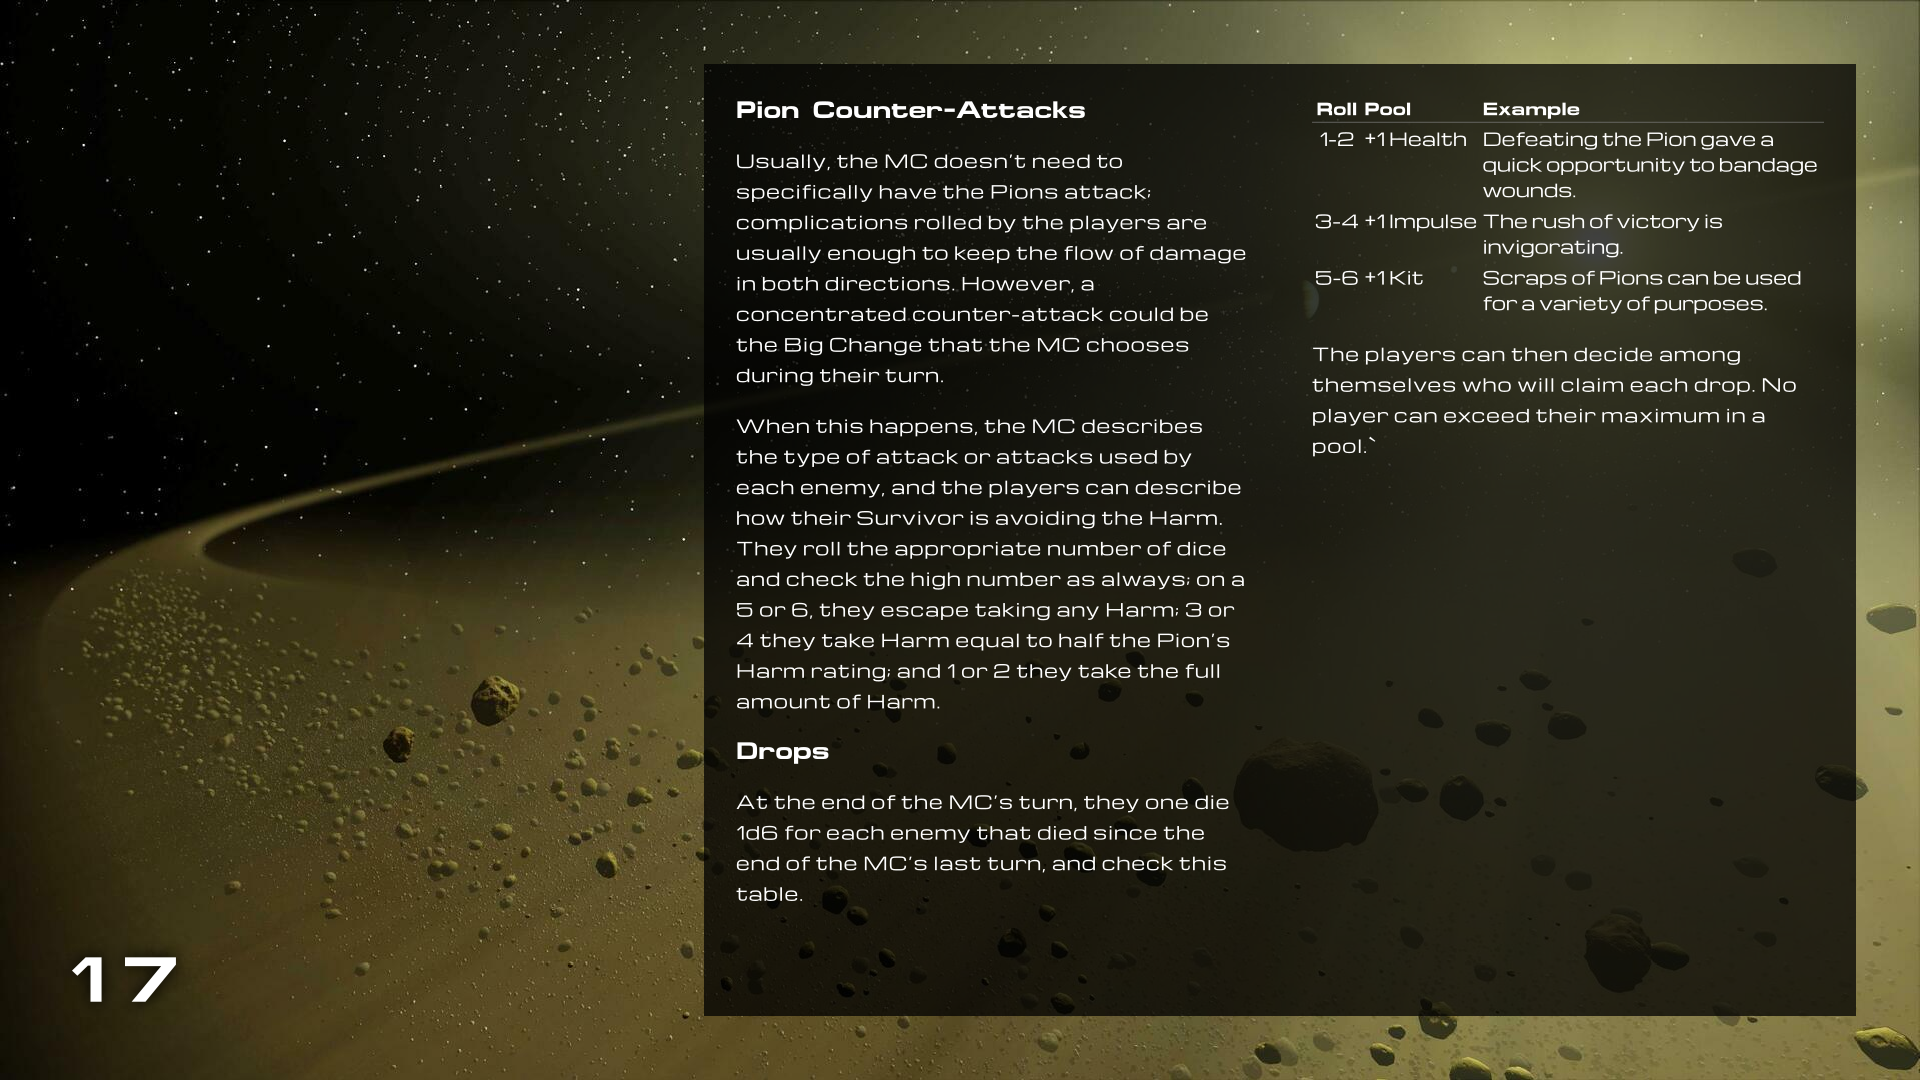 Pion Counter-Attacks
Usually, the MC doesn't need to
specifically have the Pions attack;
complications rolled by the players are
usually enough to keep the flow of damage
in both directions. However, a
concentrated counter-attack could be
the Big Change that the MC chooses
during their turn.
When this happens, the MC describes
the type of attack or attacks used by
each enemy, and the players can describe
how their Survivor is avoiding the Harm.
They roll the appropriate number of dice
and check the high number as always; on a
5 or 6, they escape taking any Harm; 3 or
4 they take Harm equal to half the Pion's
Harm rating; and 1 or 2 they take the full
amount of Harm.
Drops
At the end of the MC's turn, they one die
1d6 for each enemy that died since the
end of the MC's last turn, and check this
table.
Roll Pool Example
1-2 +1 Health Defeating the Pion gave a
quick opportunity to bandage
wounds.
3-4 +1 Impulse The rush of victory is
invigorating.
5-6 +1 Kit Scraps of Pions can be used
for a variety of purposes.
The players can then decide among
themselves who will claim each drop. No
player can exceed their maximum in a
pool.`
17